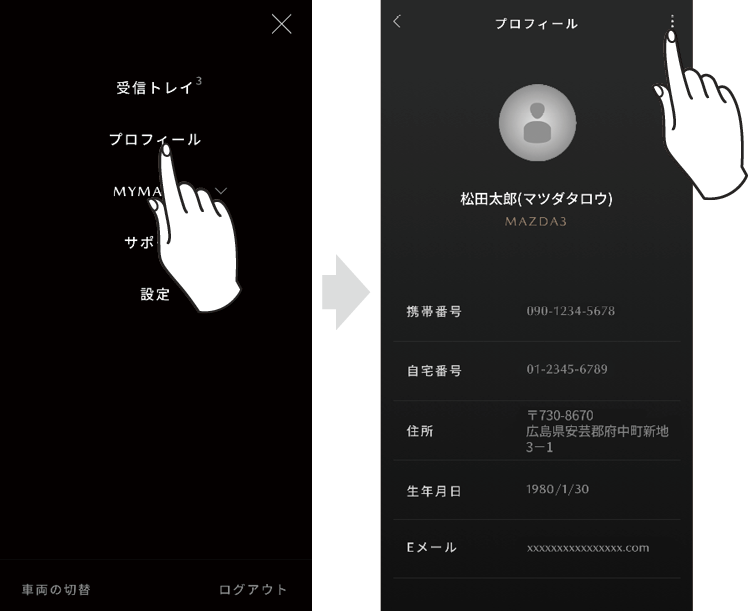 受信トレイ3
プロフィール
MYMA
サポ
設定
車両の切替
ログアウト
プロフィール
松田太郎(マツダタロウ)
MAZDA3
携帯番号
090-1234-5678
自宅番号
01-2345-6789
住所
〒730-8670
広島県安芸郡府中町新地
3－1
生年月日
1980/1/30
Eメール
xxxxxxxxxxxxxxxx.com